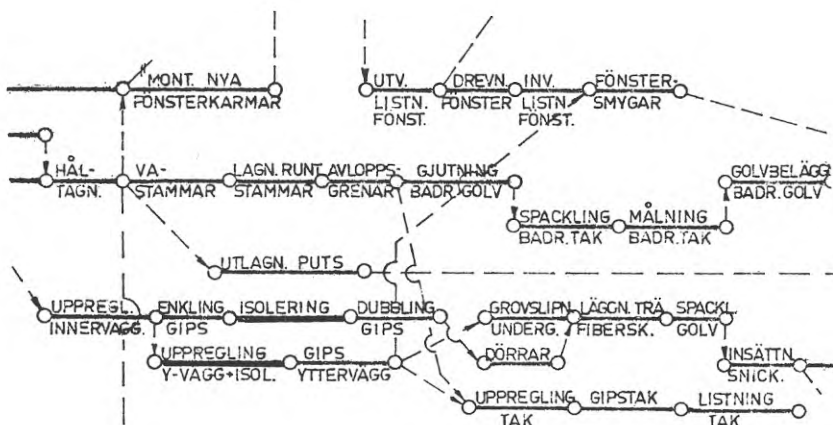 MONT. NYA
FÖNSTERKARMAR
UTV.
LISTN.
FÖNST.
DREVN.
FÖNSTER
INV.
LISTN.
FÖNST.
FÖNSTER-
SMYGAR
HÅL-
TAGN.
VA-
STAMMAR
LAGN. RUNT
STAMMAR
AVLOPPS-
GRENAR
GJUTNING
BADR. GOLV
GOLVBELÄGG
BADR. GOLV
SPACKLING
BADR. TAK
MÅLNING
BADR. TAK
UTLAGN. PUTS
UPPREGL.
INNERVÄGG.
ENKLING
GIPS
ISOLERING
DUBBLING
GIPS
GROVSLIPN.
UNDERG.
LÄGGN. TRÄ
FIBERSK.
SPACKL.
GOLV
UPPREGLING
Y-VÄGG+ISOL.
GIPS
YTTERVÄGG
DÖRRAR
INSÄTTN.
SNICK.
UPPREGLING
TAK
GIPSTAK
LISTNING
TAK